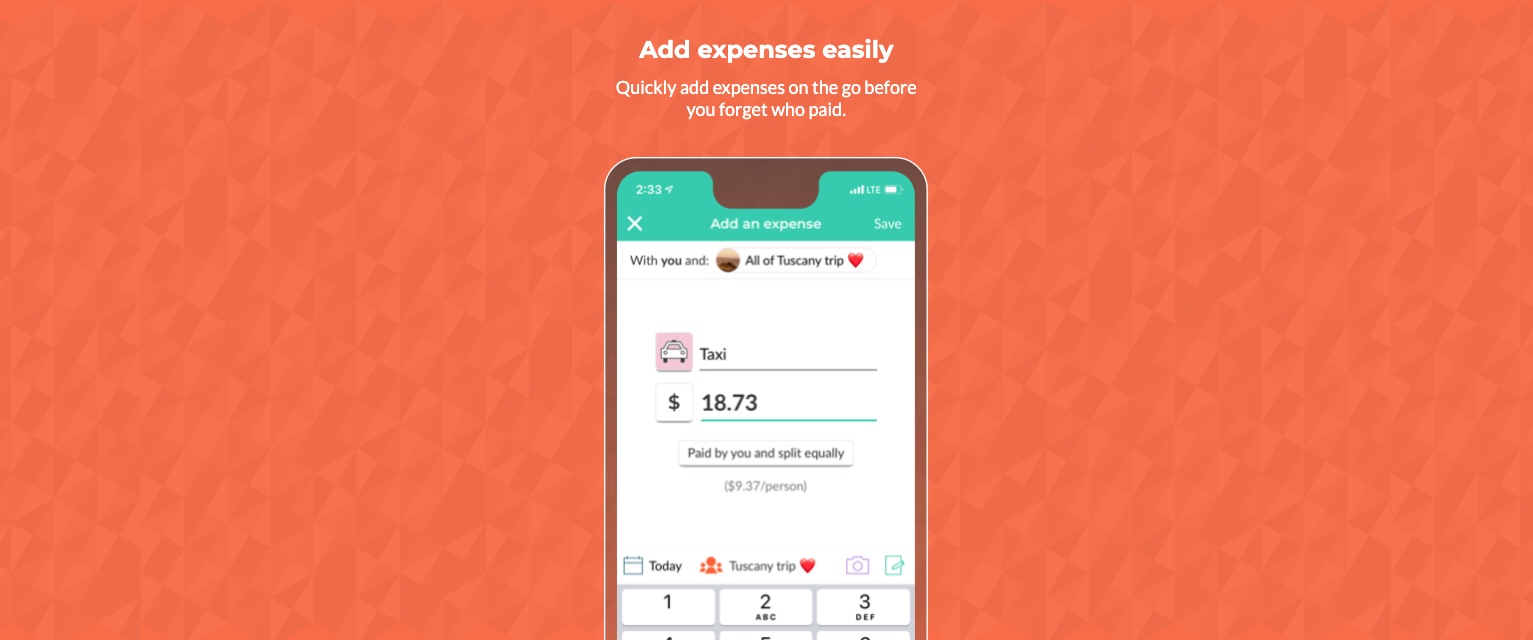 Add expenses easily
Quickly add expenses on the go before
you forget who paid.
2:33 LTE
Add an expense Save
With you and: All of Tuscany trip ❤️
Taxi
$ 18.73
Paid by you and split equally
($9.37/person)
Today Tuscany trip ❤️
1 2 3
ABC DEF